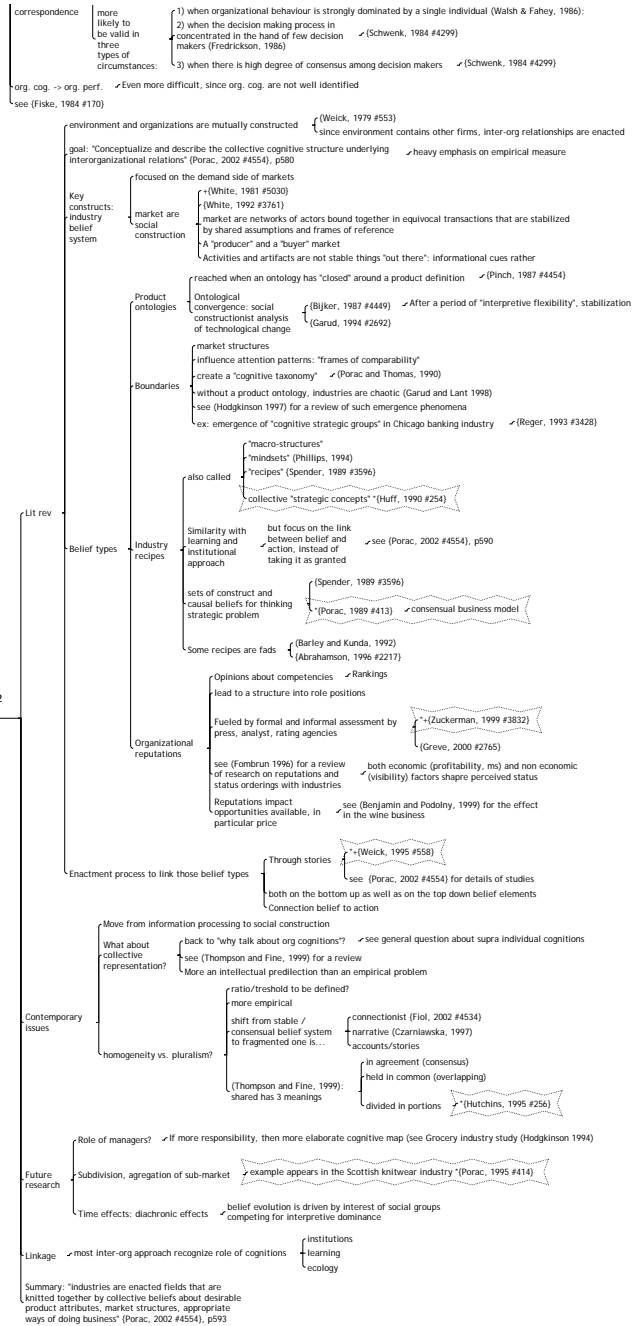 correspondence
more
likely to
be valid in
three
types of
circumstances:
1) when organizational behaviour is strongly dominated by a single individual (Walsh & Fahey, 1986);
2) when the decision making process in
concentrated in the hand of few decision
makers (Fredrickson, 1986)
{Schwenk, 1984 #4299}
3) when there is high degree of consensus among decision makers
{Schwenk, 1984 #4299}
org. cog. -> org perf.
Even more difficult, since org. cog. are not well identified
see {Fiske, 1984 #170}
environment and organizations are mutually constructed
{Weick, 1979 #553}
since environment contains other firms, inter-org relationships are enacted
goal: "Conceptualize and describe the collective cognitive structure underlying
interorganizational relations" {Porac, 2002 #4554}, p580
heavy emphasis on empirical measure
Key
constructs:
industry
belief
system
focused on the demand side of markets
market are
social
construction
+{White, 1981 #5030}
{White, 1992 #3761}
market are networks of actors bound together in equivocal transactions that are stabilized
by shared assumptions and frames of reference
A "producer" and a "buyer" market
Activities and artifacts are not stable things "out there": informational cues rather
Product
ontologies
reached when an ontology has "closed" around a product definition
{Pinch, 1987 #4454}
Ontological
convergence: social
constructionist analysis
of technological change
{Bijker, 1987 #4449}
After a period of "interpretive flexibility", stabilization
{Garud, 1994 #2692}
Boundaries
market structures
influence attention patterns: "frames of comparability"
create a "cognitive taxonomy"
(Porac and Thomas, 1990)
without a product ontology, industries are chaotic (Garud and Lant 1998)
see (Hodgkinson 1997) for a review of such emergence phenomena
ex: emergence of "cognitive strategic groups" in Chicago banking industry
{Reger, 1993 #3428}
Lit rev
Belief types
Industry
recipes
also called
"macro-structures"
"mindsets" (Phillips, 1994)
"recipes" {Spender, 1989 #3596}
collective "strategic concepts" *{Huff, 1990 #254}
Similarity with
learning and
institutional
approach
but focus on the link
between belief and
action, instead of
taking it as granted
see {Porac, 2002 #4554}, p590
sets of construct and
causal beliefs for thinking
strategic problem
{Spender, 1989 #3596}
*{Porac, 1989 #413}
consensual business model
Some recipes are fads
(Barley and Kunda, 1992)
{Abrahamson, 1996 #2217}
2
Organizational
reputations
Opinions about competencies
Rankings
lead to a structure into role positions
Fueled by formal and informal assessment by
press, analyst, rating agencies
*+{Zuckerman, 1999 #3832}
{Greve, 2000 #2765}
see (Fombrun 1996) for a review
of research on reputations and
status orderings with industries
both economic (profitability, ms) and non economic
(visibility) factors shapre perceived status
Reputations impact
opportunities available, in
particular price
see (Benjamin and Podolny, 1999) for the effect
in the wine business
Enactment process to link those belief types
Through stories
*+{Weick, 1995 #558}
see {Porac, 2002 #4554} for details of studies
both on the bottom up as well as on the top down belief elements
Connection belief to action
Contemporary
issues
Move from information processing to social construction
What about
collective
representation?
back to "why talk about org cognitions"?
see general question about supra individual cognitions
see (Thompson and Fine, 1999) for a review
More an intellectual predilection than an empirical problem
homogeneity vs. pluralism?
ratio/treshold to be defined?
more empirical
shift from stable /
consensual belief system
to fragmented one is...
connectionist {Fiol, 2002 #4534}
narrative (Czarniawska, 1997)
accounts/stories
(Thompson and Fine, 1999):
shared has 3 meanings
in agreement (consensus)
held in common (overlapping)
divided in portions
*{Hutchins, 1995 #256}
Future
research
Role of managers?
If more responsibility, then more elaborate cognitive map (see Grocery industry study (Hodgkinson 1994)
Subdivision, agregation of sub-market
example appears in the Scottish knitwear industry *{Porac, 1995 #414}
Time effects: diachronic effects
belief evolution is driven by interest of social groups
competing for interpretive dominance
Linkage
most inter-org approach recognize role of cognitions
institutions
learning
ecology
Summary: "industries are enacted fields that are
knitted together by collective beliefs about desirable
product attributes, market structures, appropriate
ways of doing business" {Porac, 2002 #4554}, p593